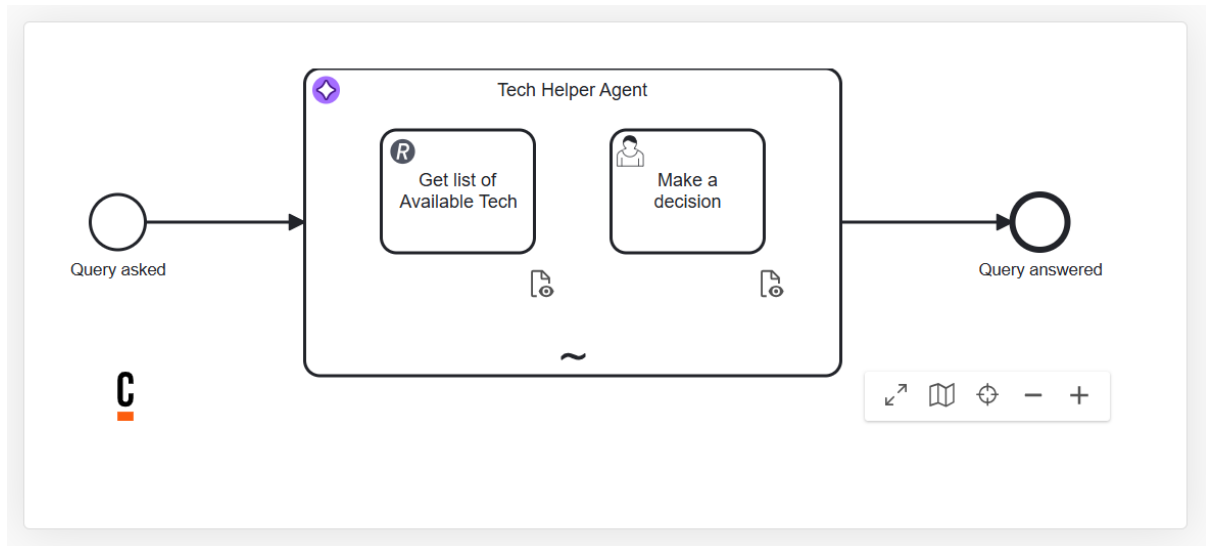 Tech Helper Agent
R
Get list of
Available Tech
Make a
decision
Query asked
Query answered
C